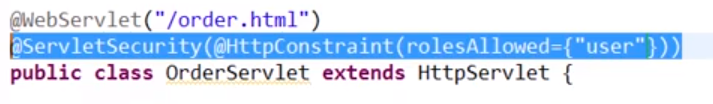 @WebServlet("/order.html")
@ServletSecurity(@HttpConstraint(rolesAllowed={"user"}))
public class OrderServlet extends HttpServlet {